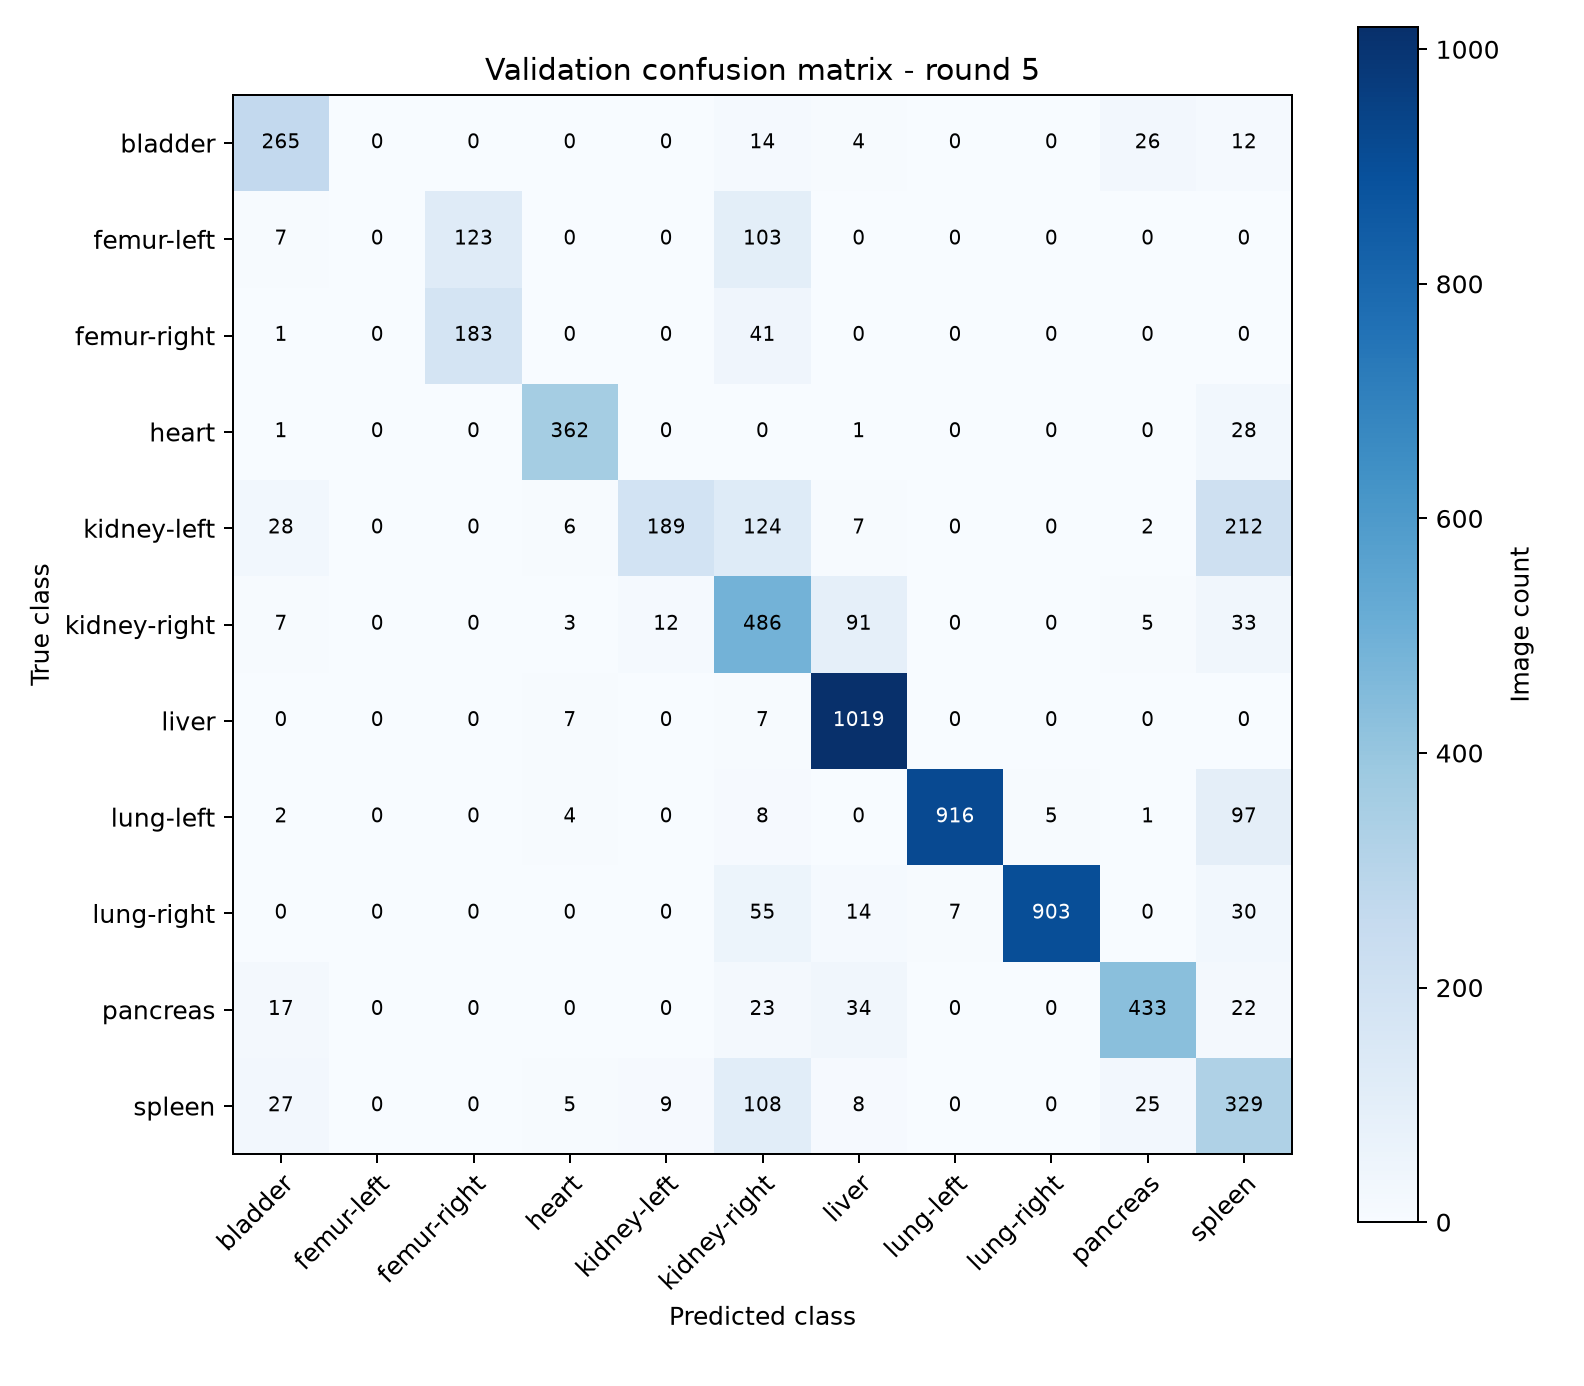 Validation confusion matrix - round 5
True class
bladder 265 0 0 0 0 14 4 0 0 26 12
femur-left 7 0 123 0 0 103 0 0 0 0 0
femur-right 1 0 183 0 0 41 0 0 0 0 0
heart 1 0 0 362 0 0 1 0 0 0 28
kidney-left 28 0 0 6 189 124 7 0 0 2 212
kidney-right 7 0 0 3 12 486 91 0 0 5 33
liver 0 0 0 7 0 7 1019 0 0 0 0
lung-left 2 0 0 4 0 8 0 916 5 1 97
lung-right 0 0 0 0 0 55 14 7 903 0 30
pancreas 17 0 0 0 0 23 34 0 0 433 22
spleen 27 0 0 5 9 108 8 0 0 25 329
bladder femur-left femur-right heart kidney-left kidney-right liver lung-left lung-right pancreas spleen
Predicted class
1000
800
600
400
200
0
Image count